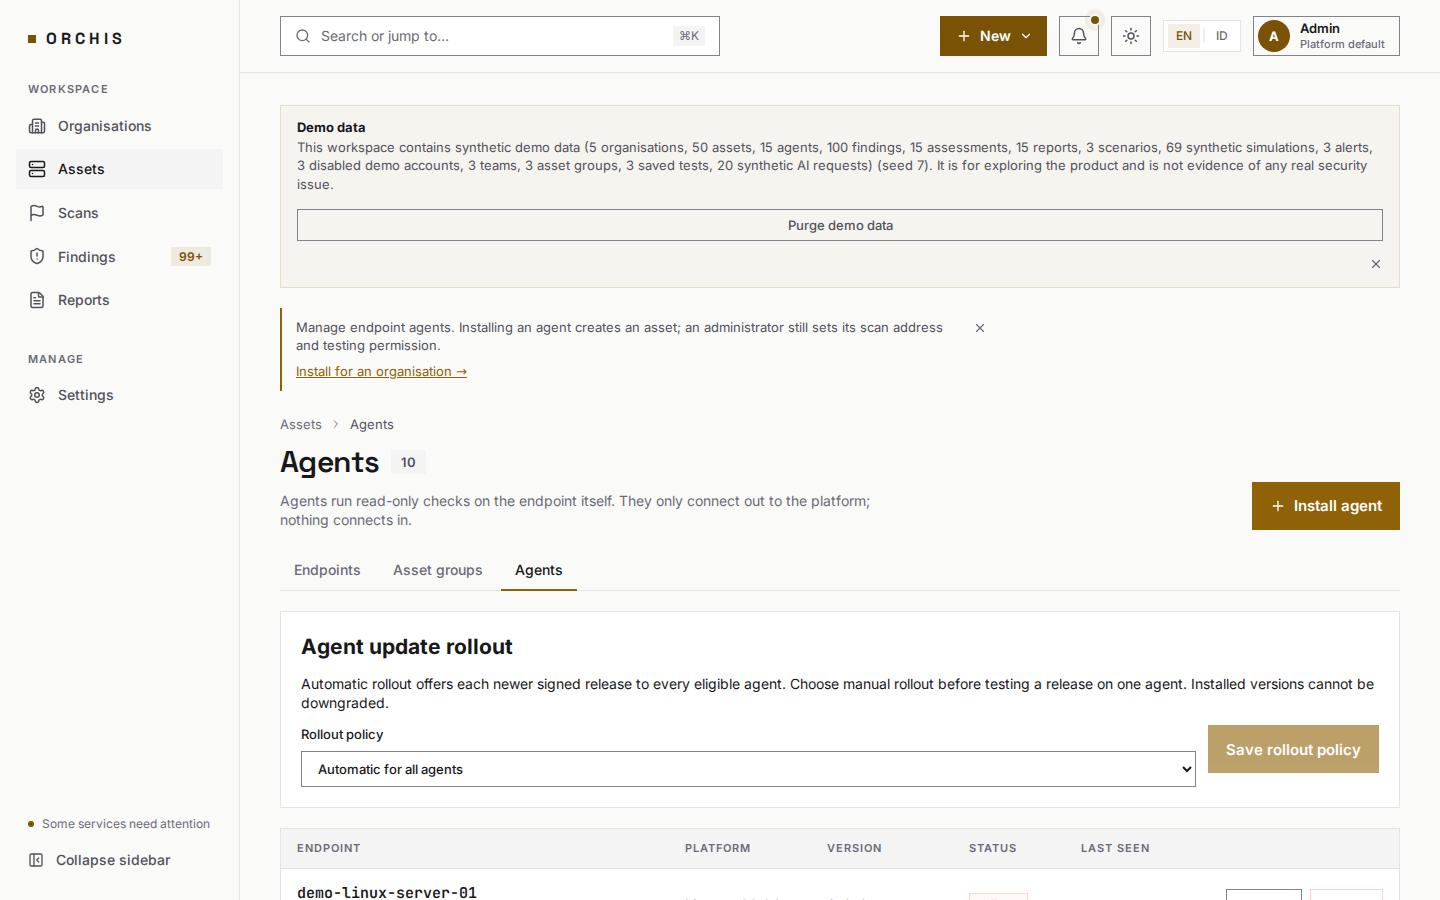 ORCHIS
Search or jump to...
⌘K
New
EN
ID
A
Admin
Platform default
WORKSPACE
Organisations
Assets
Scans
Findings
99+
Reports
MANAGE
Settings
Some services need attention
Collapse sidebar
Demo data
This workspace contains synthetic demo data (5 organisations, 50 assets, 15 agents, 100 findings, 15 assessments, 15 reports, 3 scenarios, 69 synthetic simulations, 3 alerts,
3 disabled demo accounts, 3 teams, 3 asset groups, 3 saved tests, 20 synthetic AI requests) (seed 7). It is for exploring the product and is not evidence of any real security
issue.
Purge demo data
Manage endpoint agents. Installing an agent creates an asset; an administrator still sets its scan address
and testing permission.
Install for an organisation →
Assets > Agents
Agents 10
Agents run read-only checks on the endpoint itself. They only connect out to the platform;
nothing connects in.
Install agent
Endpoints
Asset groups
Agents
Agent update rollout
Automatic rollout offers each newer signed release to every eligible agent. Choose manual rollout before testing a release on one agent. Installed versions cannot be
downgraded.
Rollout policy
Automatic for all agents
Save rollout policy
ENDPOINT PLATFORM VERSION STATUS LAST SEEN
demo-linux-server-01